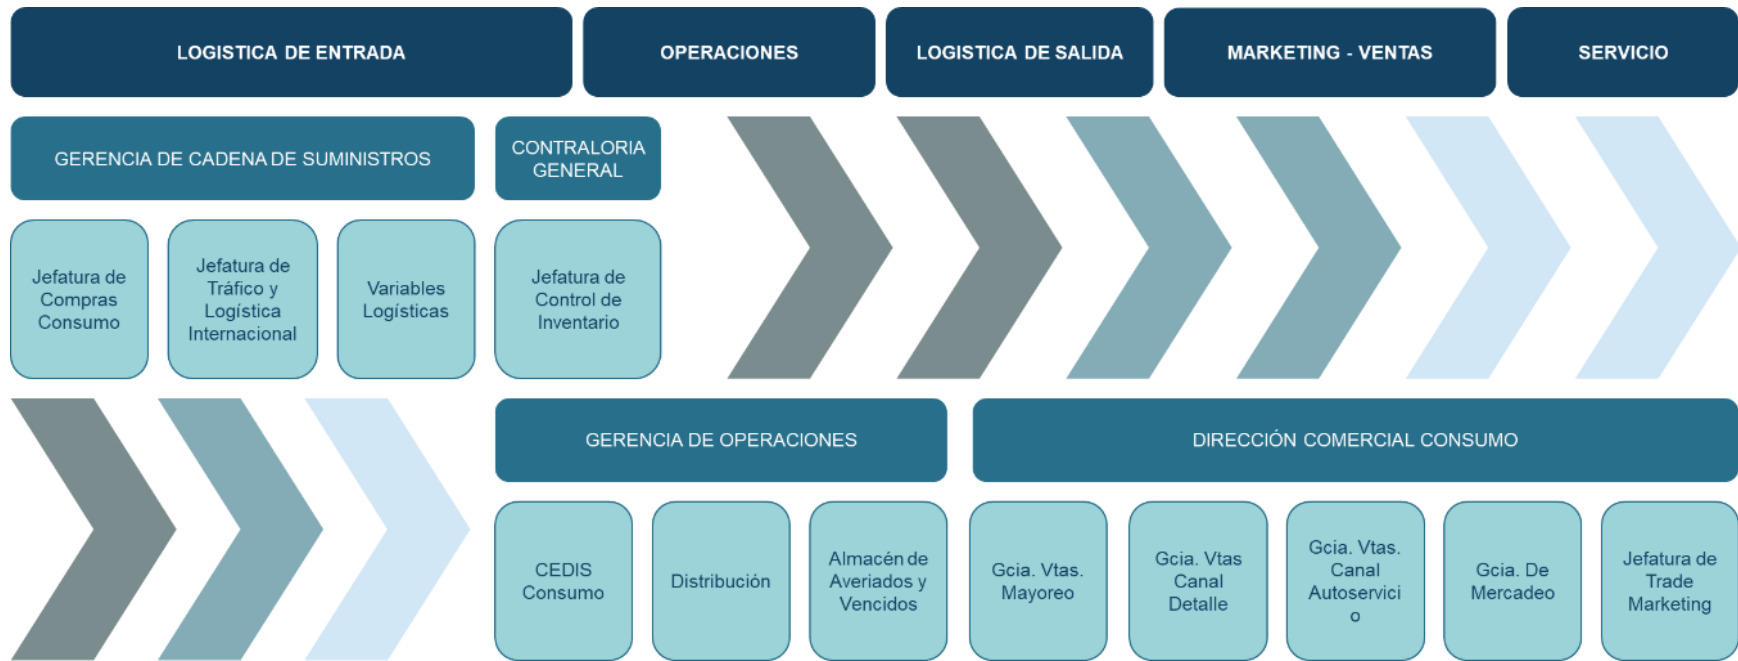 LOGISTICA DE ENTRADA
OPERACIONES
LOGISTICA DE SALIDA
MARKETING - VENTAS
SERVICIO
GERENCIA DE CADENA DE SUMINISTROS
CONTRALORIA
GENERAL
Jefatura de
Compras
Consumo
Jefatura de
Tráfico y
Logística
Internacional
Variables
Logísticas
Jefatura de
Control de
Inventario
GERENCIA DE OPERACIONES
DIRECCIÓN COMERCIAL CONSUMO
CEDIS
Consumo
Distribución
Almacén de
Averiados y
Vencidos
Gcia. Vtas.
Mayoreo
Gcia. Vtas
Canal
Detalle
Gcia. Vtas.
Canal
Autoservici
o
Gcia. De
Mercadeo
Jefatura de
Trade
Marketing